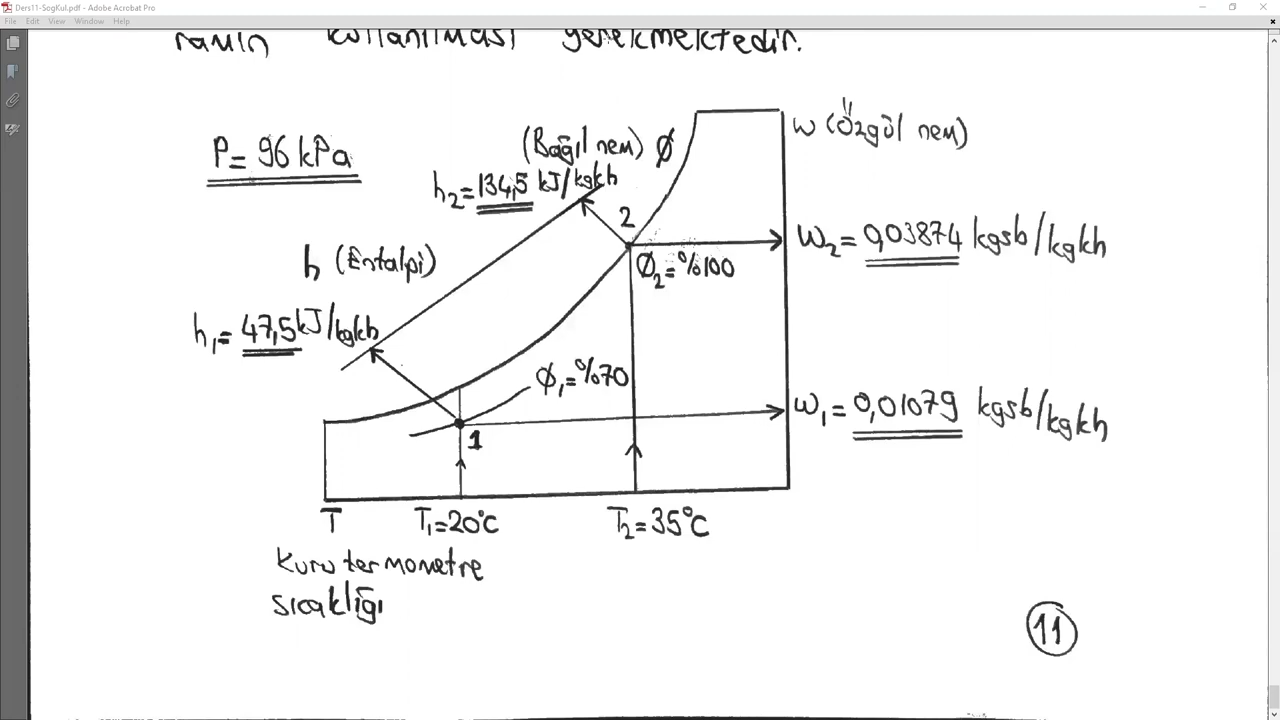 Ders11-SogKul.pdf - Adobe Acrobat Pro
File Edit View Window Help
kullanılması gerekmektedir.
P= 96 kPa
(Bağıl nem) Ø
w (Özgül nem)
h₂=134,5 kJ/kgkh
2
h (Entalpi)
Ø₂=%100
w₂= 0,03874 kgsb/kgkh
h₁= 47,5 kJ/kgkh
Ø₁=%70
w₁= 0,01079 kgsb/kgkh
1
T
T₁=20°C
T₂=35°C
Kuru termometre
sıcaklığı
11